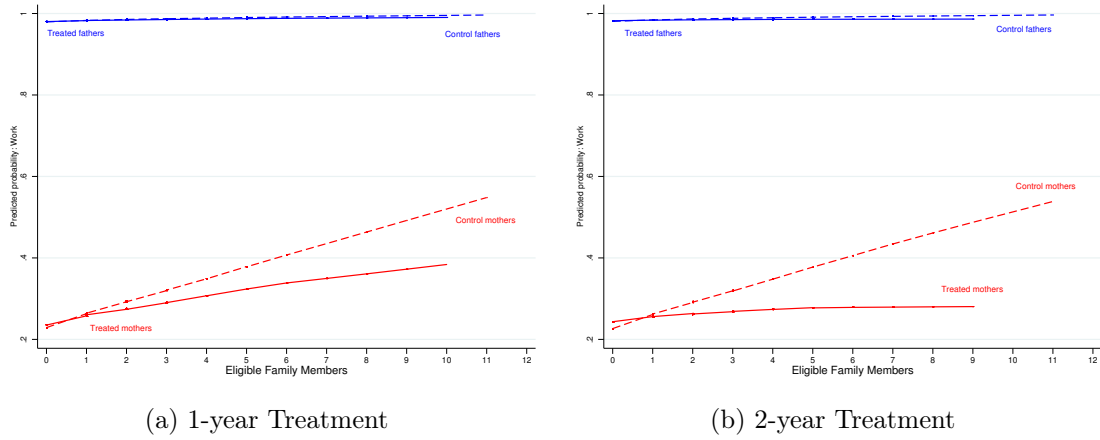 Predicted probability: Work
1
.8
.6
.4
.2
Treated fathers
Control fathers
Control mothers
Treated mothers
0 1 2 3 4 5 6 7 8 9 10 11 12
Eligible Family Members
(a) 1-year Treatment
Predicted probability: Work
1
.8
.6
.4
.2
Treated fathers
Control fathers
Control mothers
Treated mothers
0 1 2 3 4 5 6 7 8 9 10 11 12
Eligible Family Members
(b) 2-year Treatment